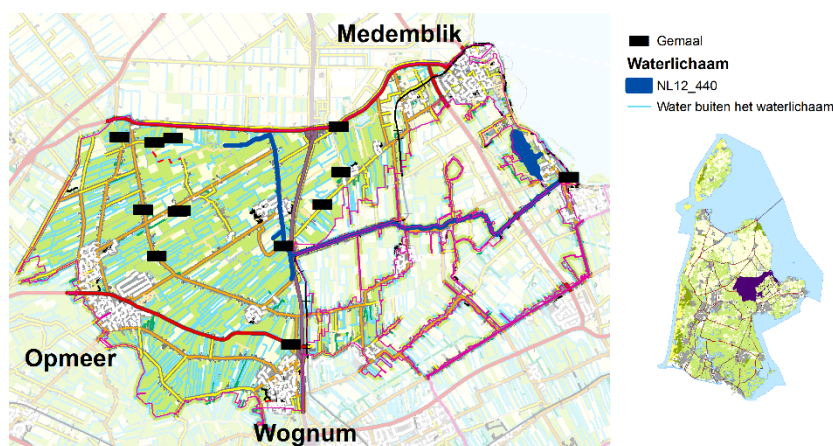 Medemblik
Opmeer
Wognum
Gemaal
Waterlichaam
NL12_440
Water buiten het waterlichaam